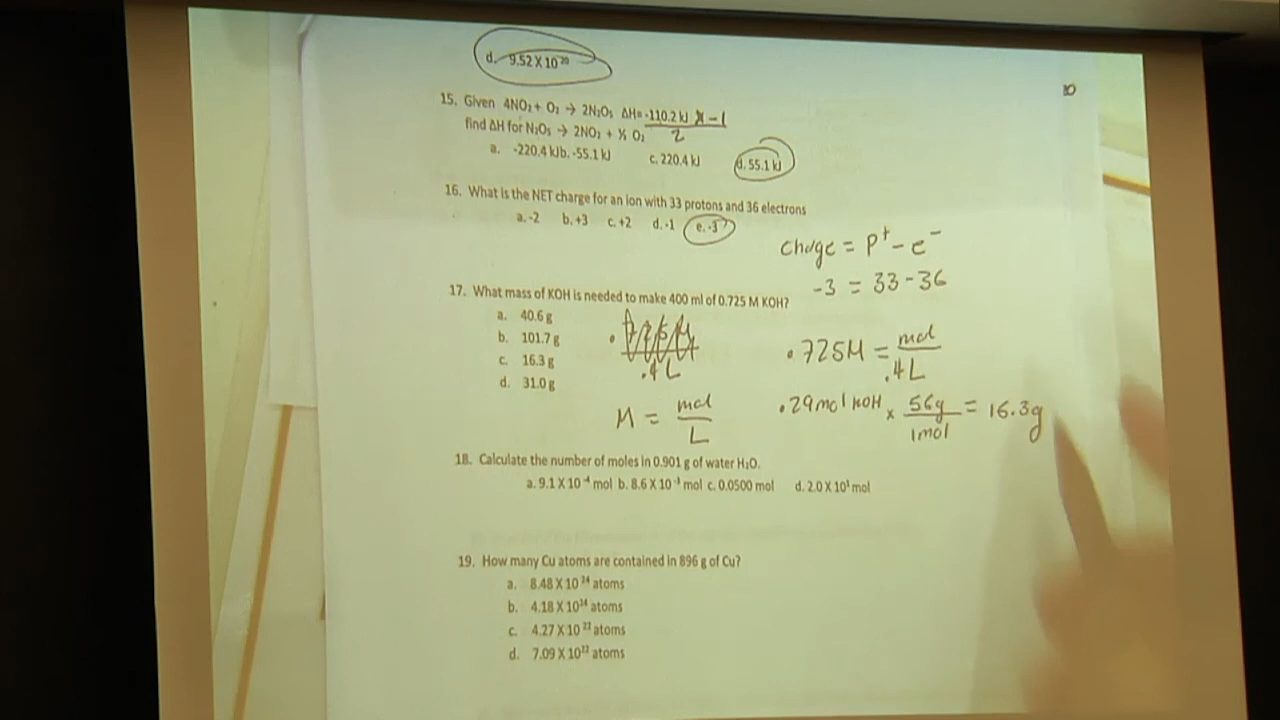 d. 9.52 X 10²⁰
10
15. Given 4NO₂ + O₂ → 2N₂O₅ ΔH= -110.2 kJ x -1
find ΔH for N₂O₅ → 2NO₂ + ½ O₂ 2
a. -220.4 kJ b. -55.1 kJ c. 220.4 kJ d. 55.1 kJ
16. What is the NET charge for an ion with 33 protons and 36 electrons
a. -2 b. +3 c. +2 d. -1 e. -3
charge = p⁺ - e⁻
-3 = 33 - 36
17. What mass of KOH is needed to make 400 ml of 0.725 M KOH?
a. 40.6 g
b. 101.7 g
c. 16.3 g
d. 31.0 g
.4L
M = mol / L
.725M = mol / .4L
.29mol KOH x 56g / 1mol = 16.3g
18. Calculate the number of moles in 0.901 g of water H₂O.
a. 9.1 X 10⁻⁴ mol b. 8.6 X 10⁻³ mol c. 0.0500 mol d. 2.0 X 10¹ mol
19. How many Cu atoms are contained in 896 g of Cu?
a. 8.48 X 10²⁴ atoms
b. 4.18 X 10²⁴ atoms
c. 4.27 X 10²³ atoms
d. 7.09 X 10²² atoms